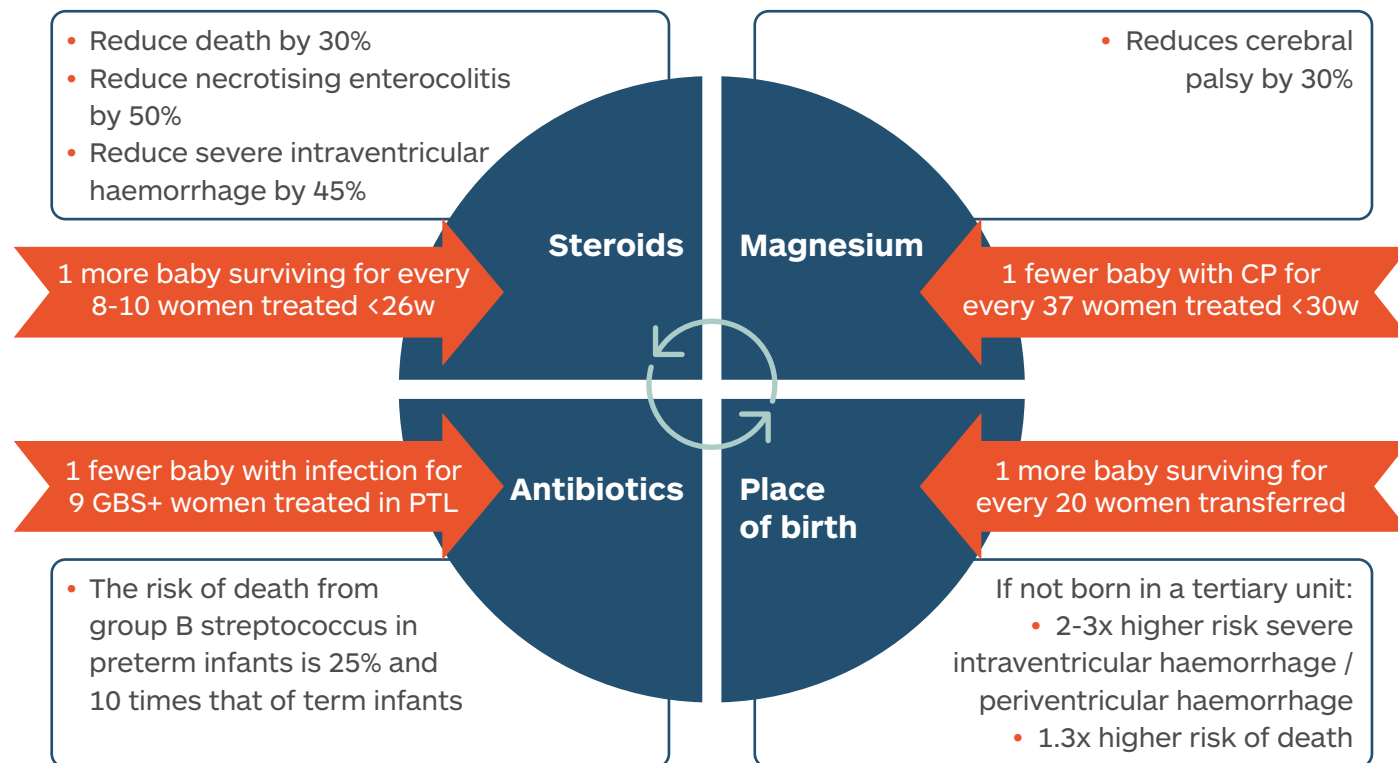 • Reduce death by 30%
• Reduce necrotising enterocolitis
by 50%
• Reduce severe intraventricular
haemorrhage by 45%
• Reduces cerebral
palsy by 30%
Steroids
Magnesium
1 more baby surviving for every
8-10 women treated <26w
1 fewer baby with CP for
every 37 women treated <30w
1 fewer baby with infection for
9 GBS+ women treated in PTL
Antibiotics
Place
of birth
1 more baby surviving for
every 20 women transferred
• The risk of death from
group B streptococcus in
preterm infants is 25% and
10 times that of term infants
If not born in a tertiary unit:
• 2-3x higher risk severe
intraventricular haemorrhage /
periventricular haemorrhage
• 1.3x higher risk of death